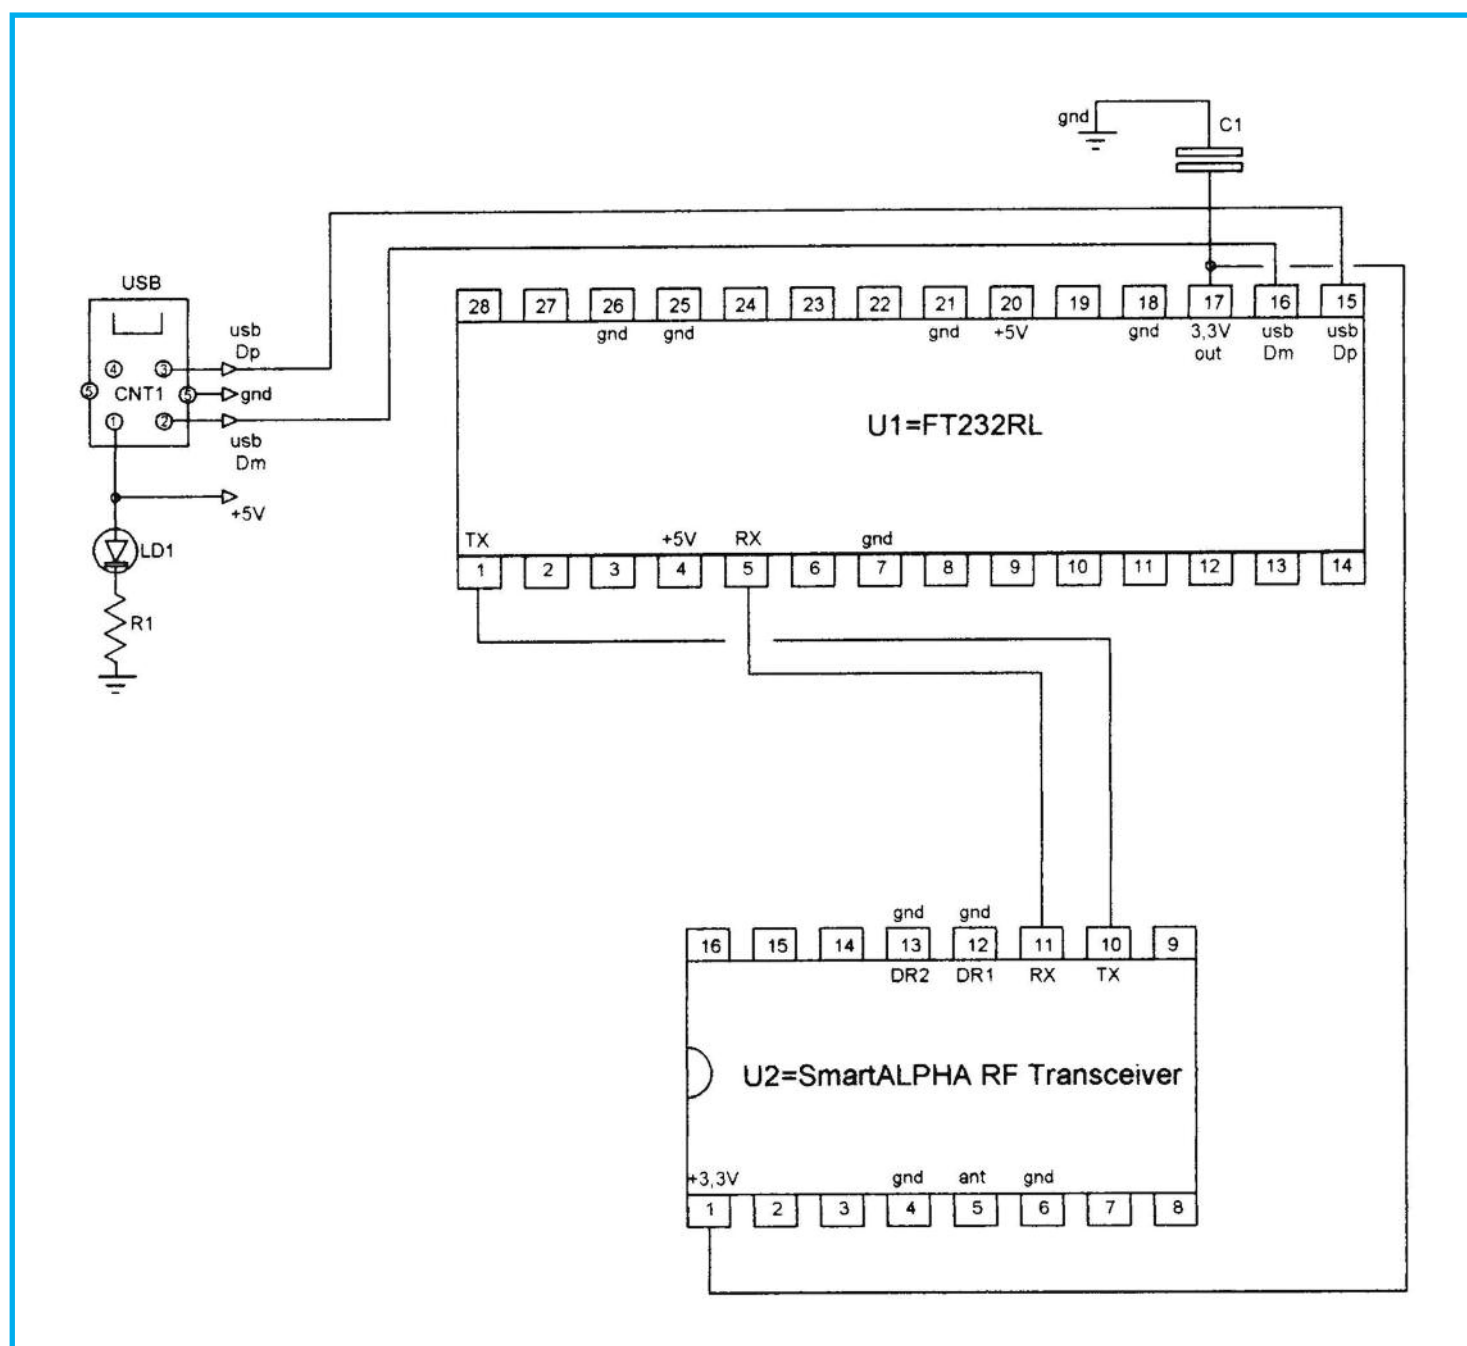 gnd
C1
USB
usb
Dp
4
3
5
CNT1
5
gnd
1
2
usb
Dm
+5V
LD1
R1
28 27 26 25 24 23 22 21 20 19 18 17 16 15
gnd gnd gnd +5V gnd 3,3V usb usb
out Dm Dp
U1=FT232RL
TX +5V RX gnd
1 2 3 4 5 6 7 8 9 10 11 12 13 14
gnd gnd
16 15 14 13 12 11 10 9
DR2 DR1 RX TX
U2=SmartALPHA RF Transceiver
+3,3V gnd ant gnd
1 2 3 4 5 6 7 8